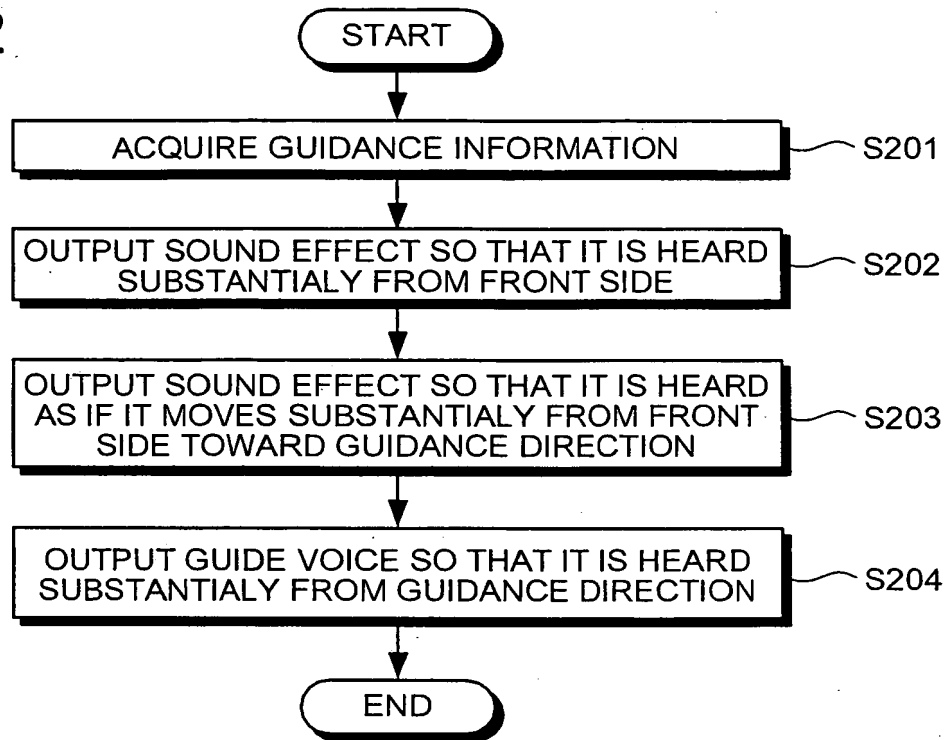 2
START
ACQUIRE GUIDANCE INFORMATION
S201
OUTPUT SOUND EFFECT SO THAT IT IS HEARD
SUBSTANTIALY FROM FRONT SIDE
S202
OUTPUT SOUND EFFECT SO THAT IT IS HEARD
AS IF IT MOVES SUBSTANTIALY FROM FRONT
SIDE TOWARD GUIDANCE DIRECTION
S203
OUTPUT GUIDE VOICE SO THAT IT IS HEARD
SUBSTANTIALY FROM GUIDANCE DIRECTION
S204
END